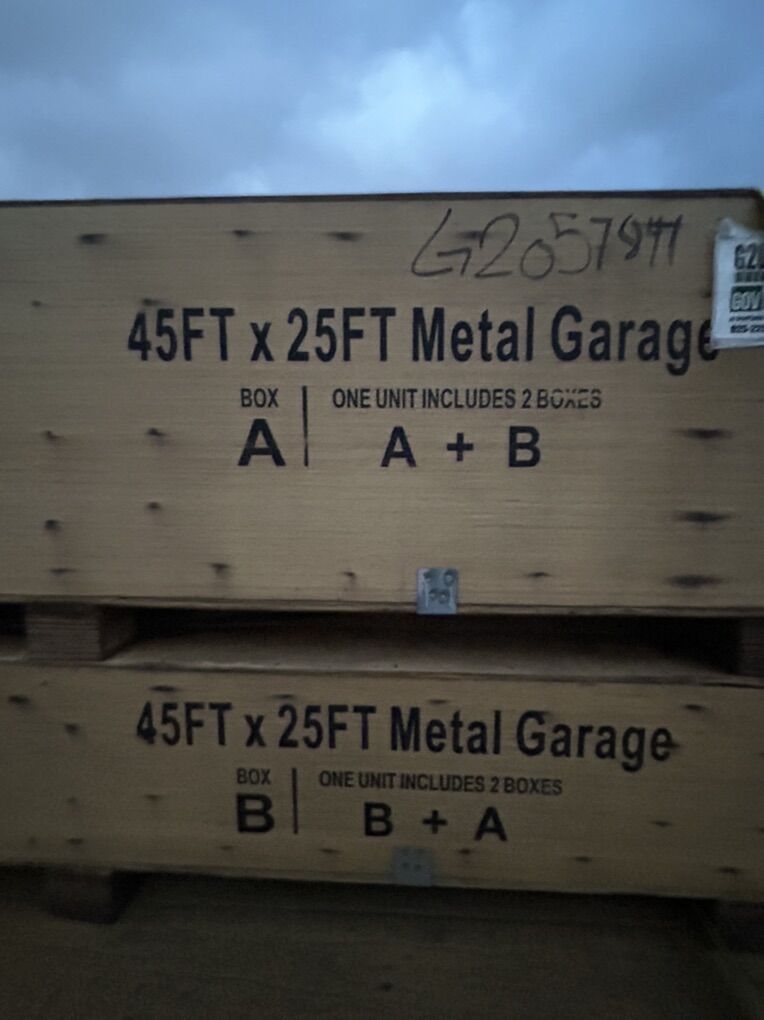 45FT x 25FT Metal Garage
BOX
A
ONE UNIT INCLUDES 2 BOXES
A + B
GOV
45FT x 25FT Metal Garage
BOX
B
ONE UNIT INCLUDES 2 BOXES
B + A